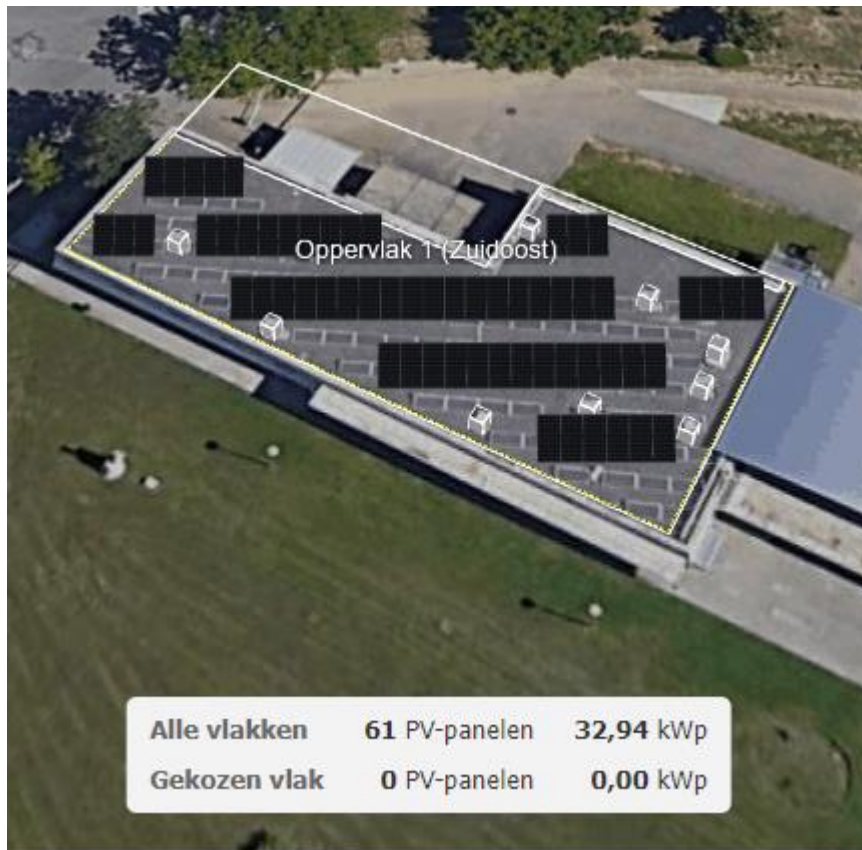 Oppervlak 1 (Zuidoost)
Alle vlakken 61 PV-panelen 32,94 kWp
Gekozen vlak 0 PV-panelen 0,00 kWp